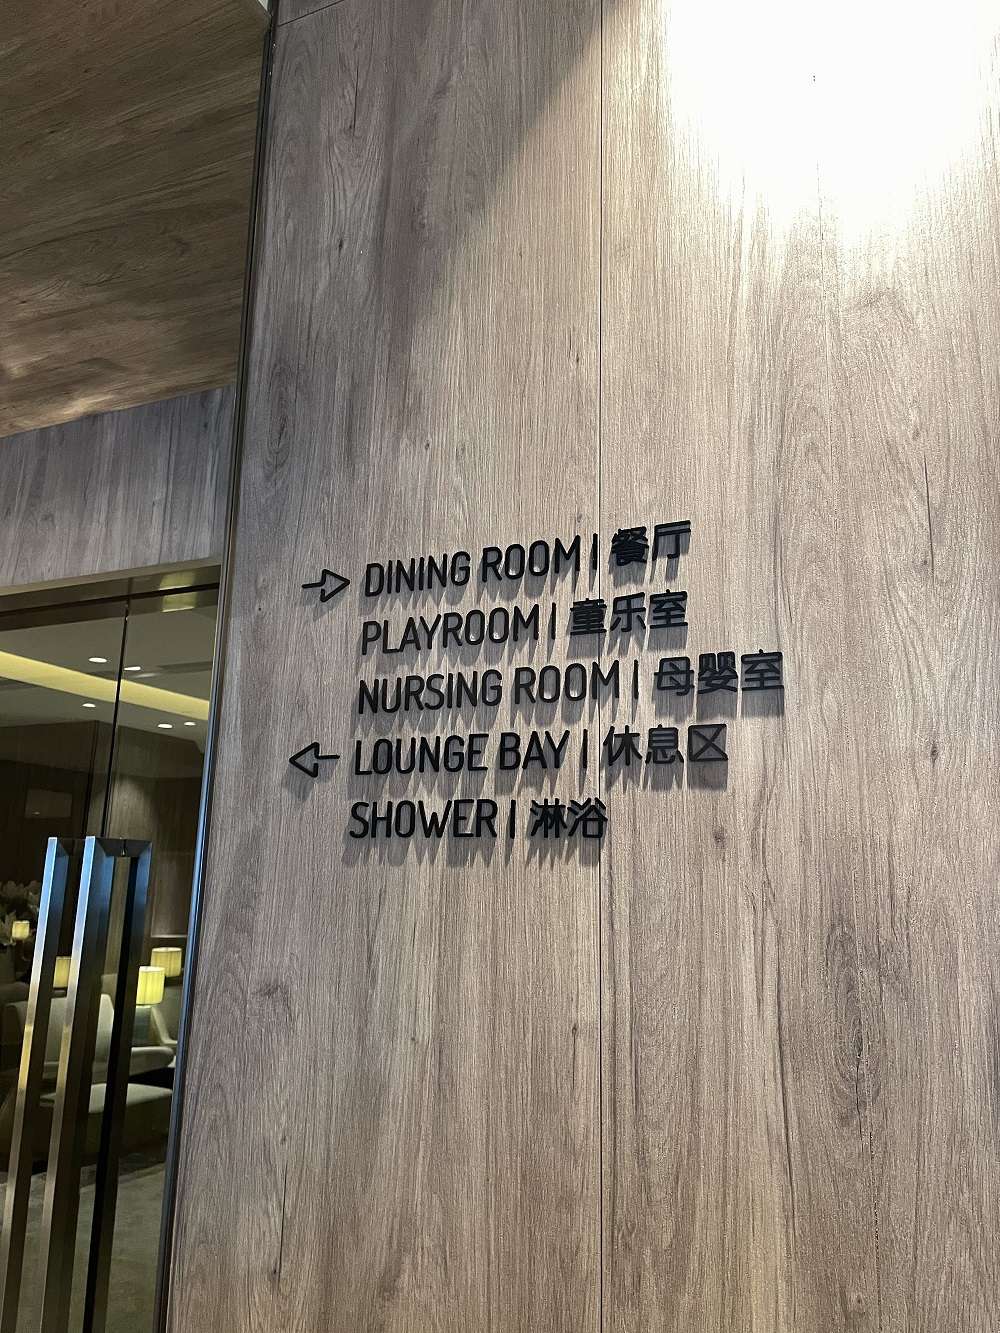 → DINING ROOM | 餐厅
PLAYROOM | 童乐室
NURSING ROOM | 母婴室
← LOUNGE BAY | 休息区
SHOWER | 淋浴